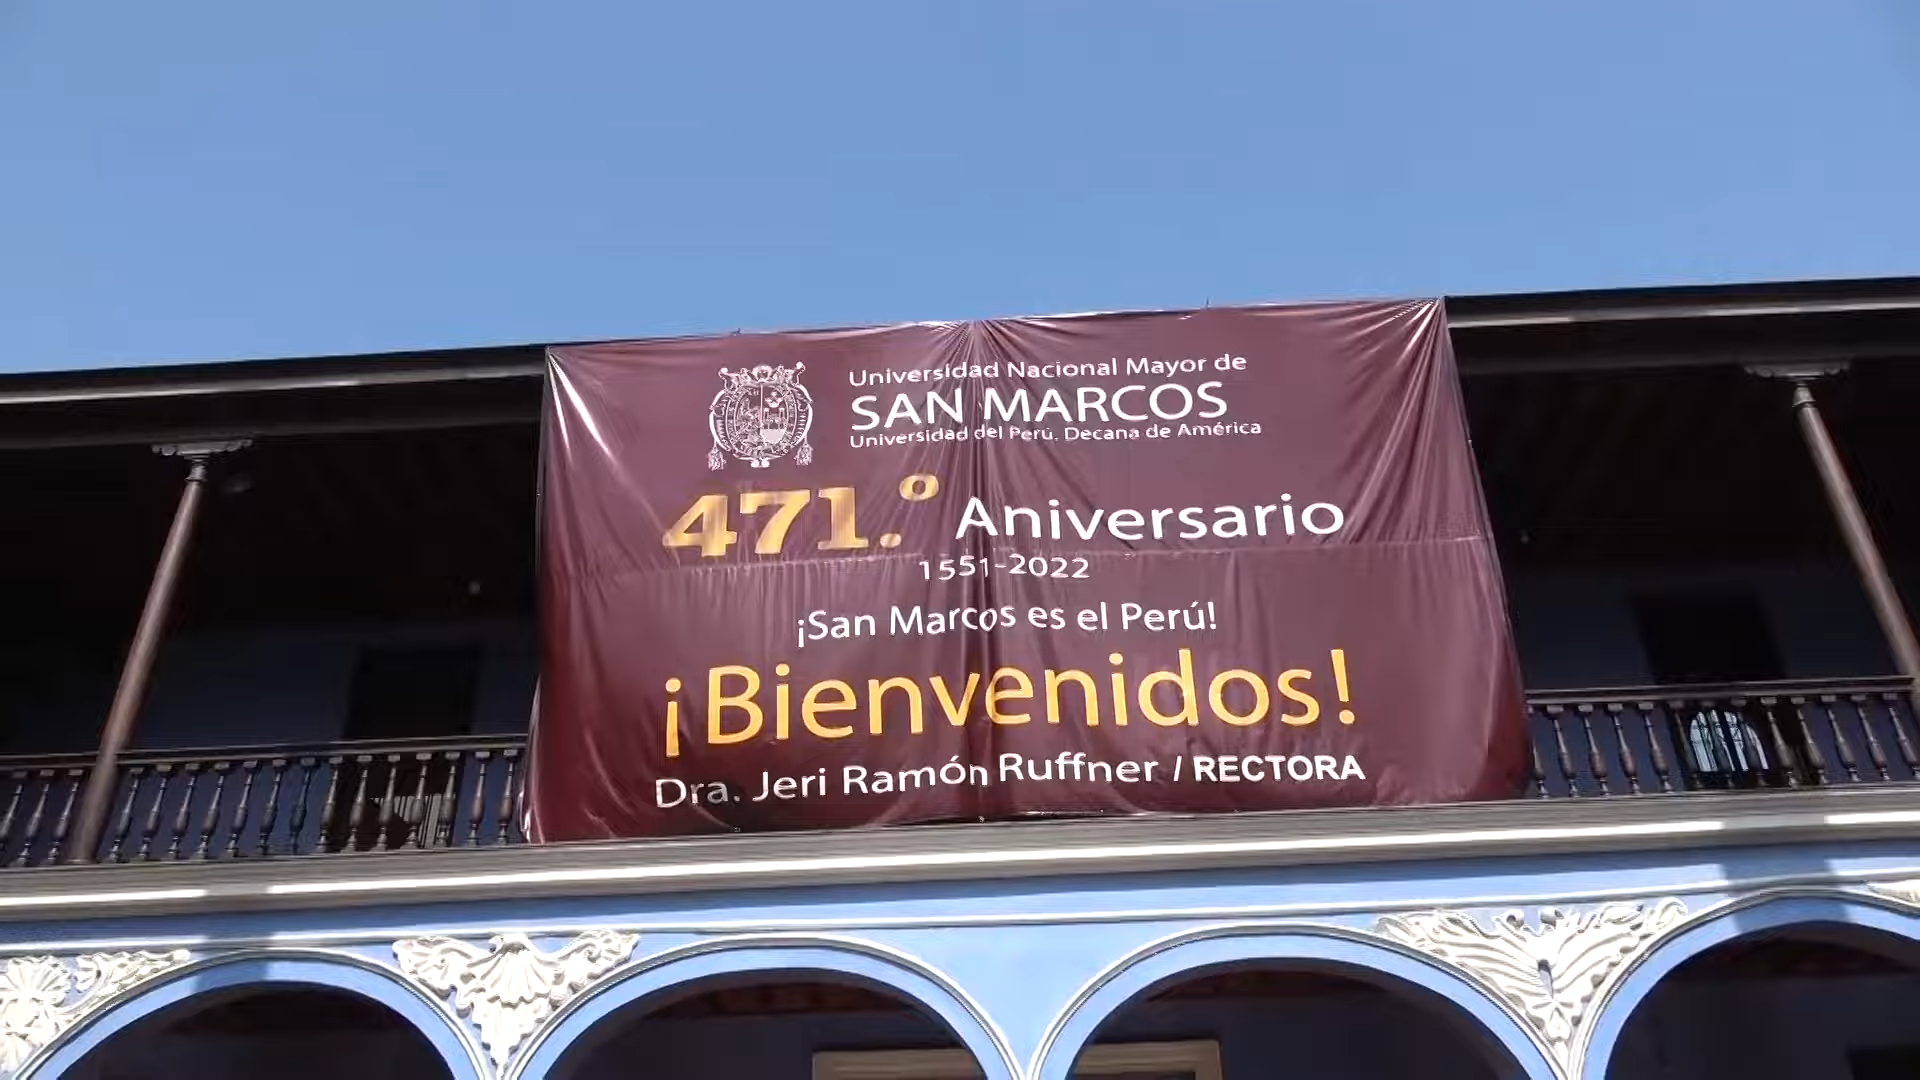 Universidad Nacional Mayor de
SAN MARCOS
Universidad del Perú. Decana de América
471.º Aniversario
1551-2022
¡San Marcos es el Perú!
¡Bienvenidos!
Dra. Jeri Ramón Ruffner / RECTORA